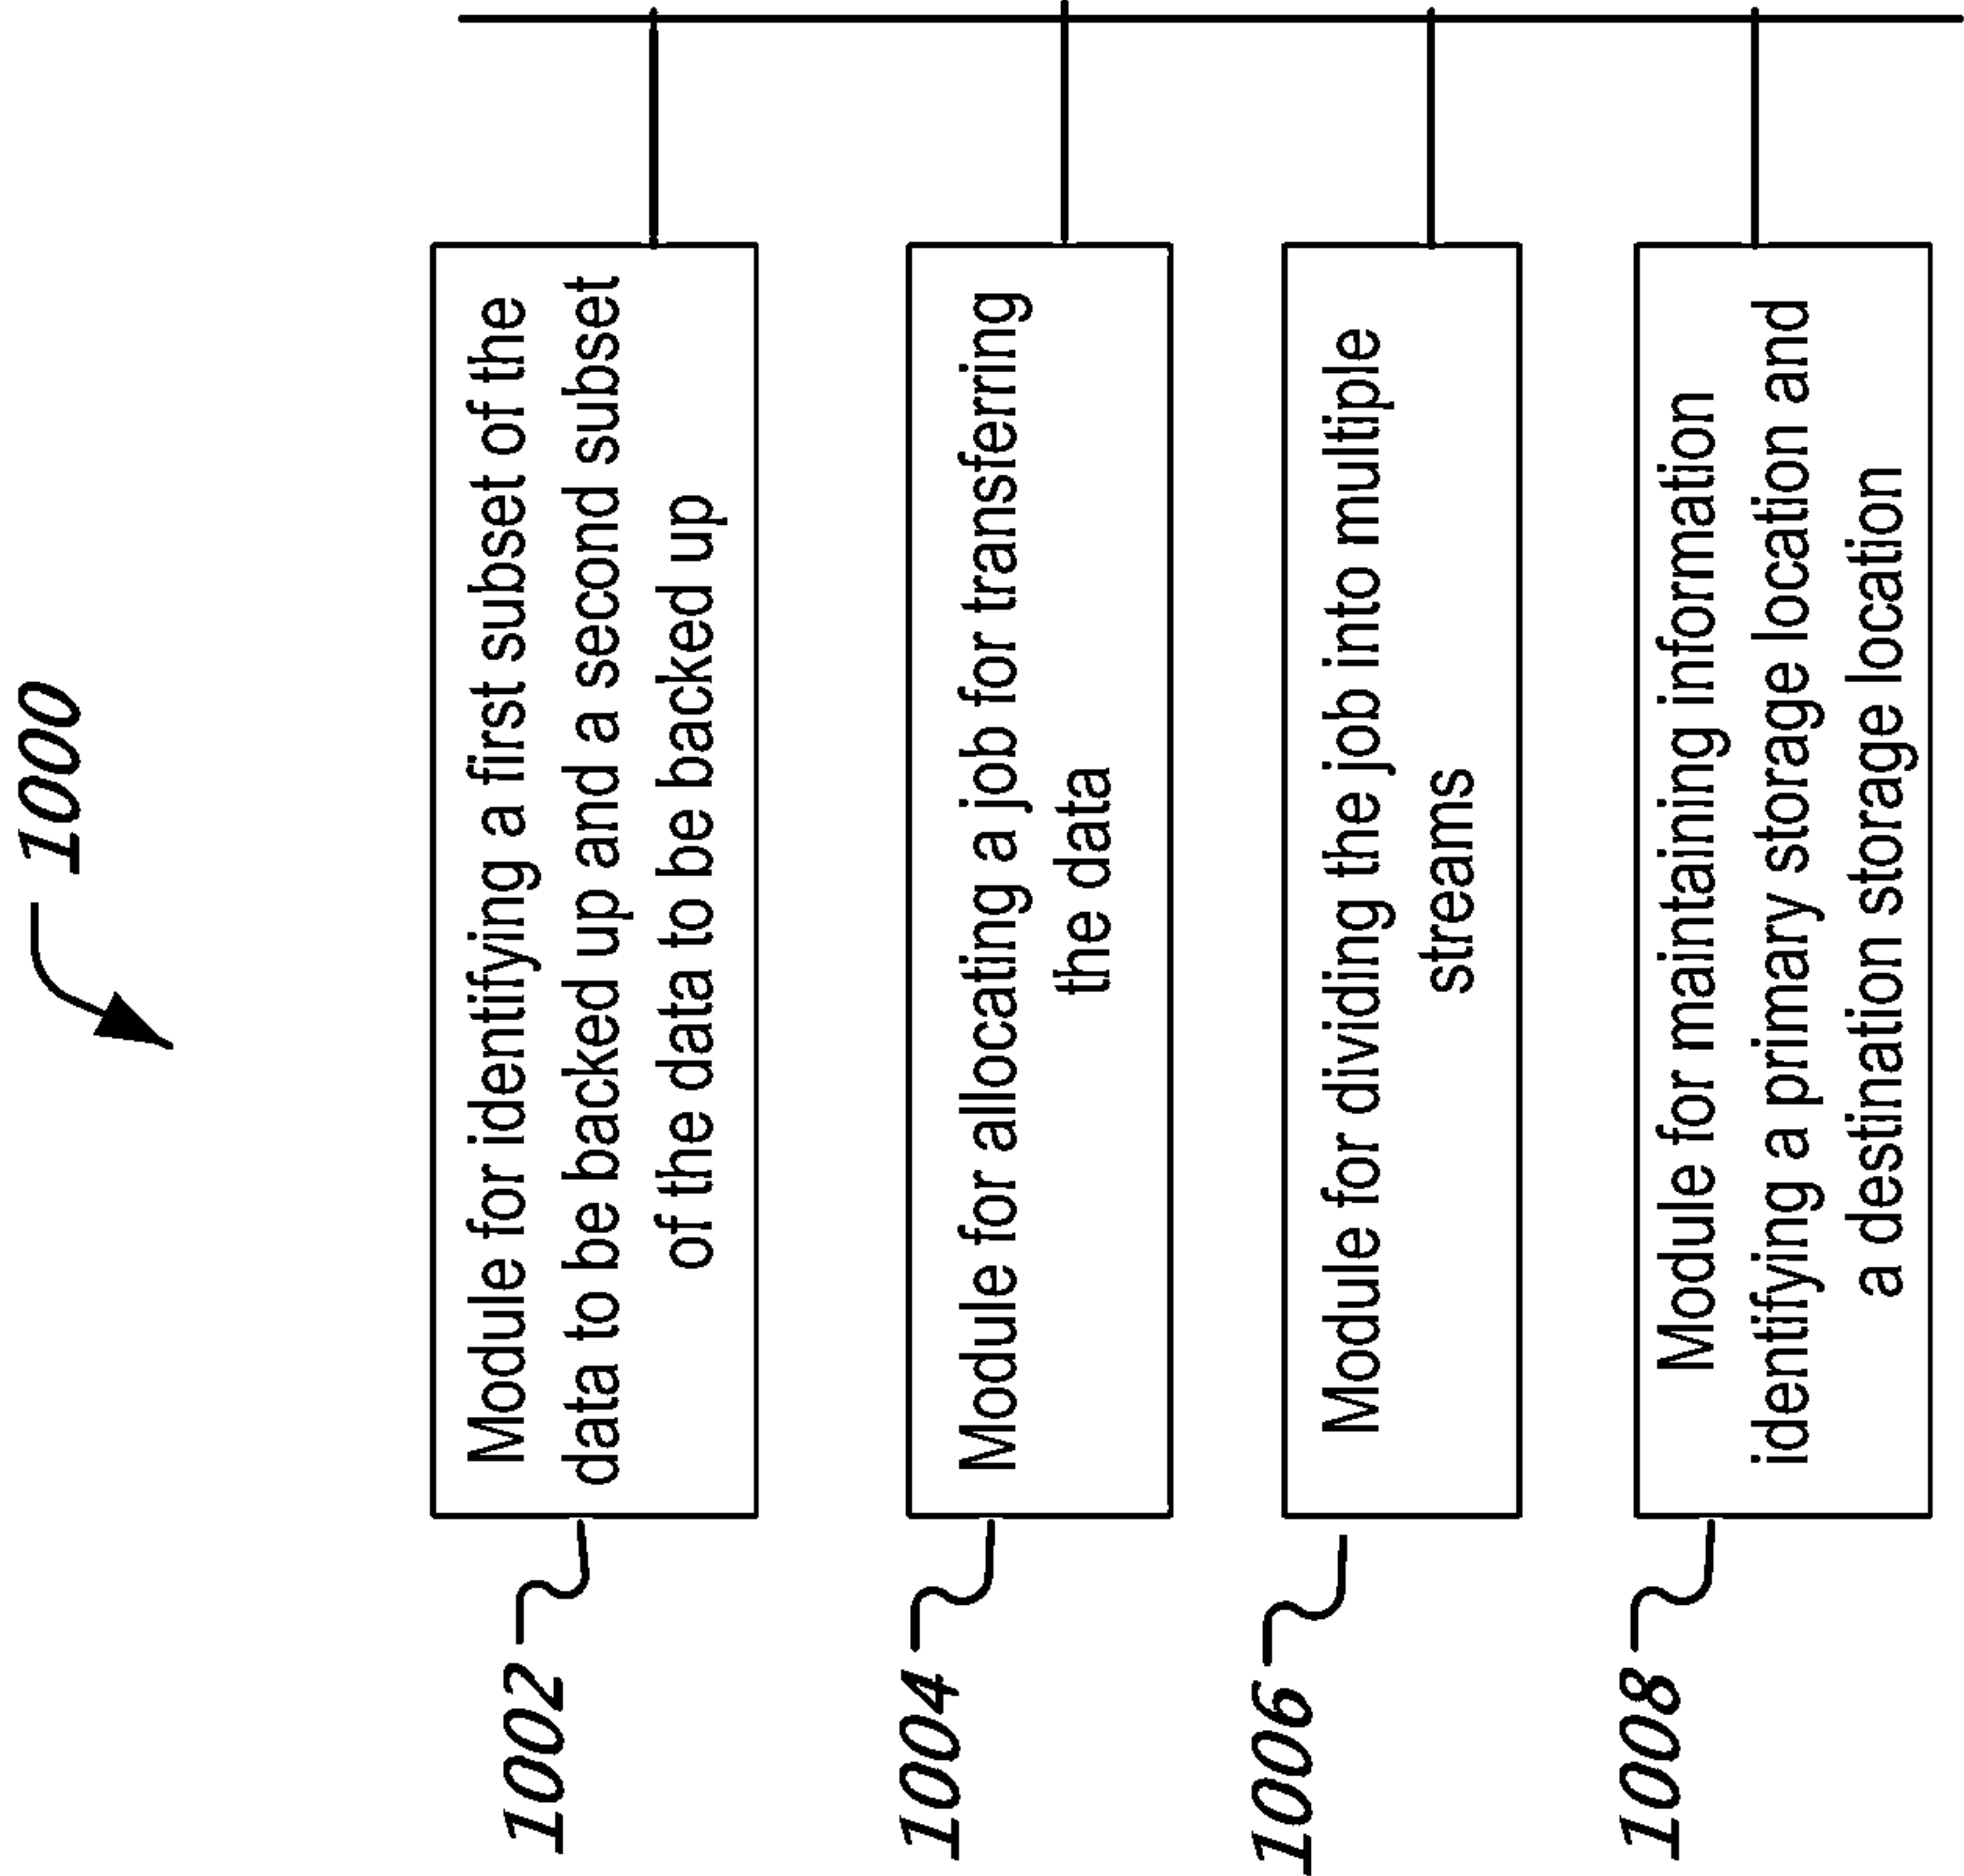 1000
1002
Module for identifying a first subset of the
data to be backed up and a second subset
of the data to be backed up
1004
Module for allocating a job for transferring
the data
1006
Module for dividing the job into multiple
streams
1008
Module for maintaining information
identifying a primary storage location and
a destination storage location